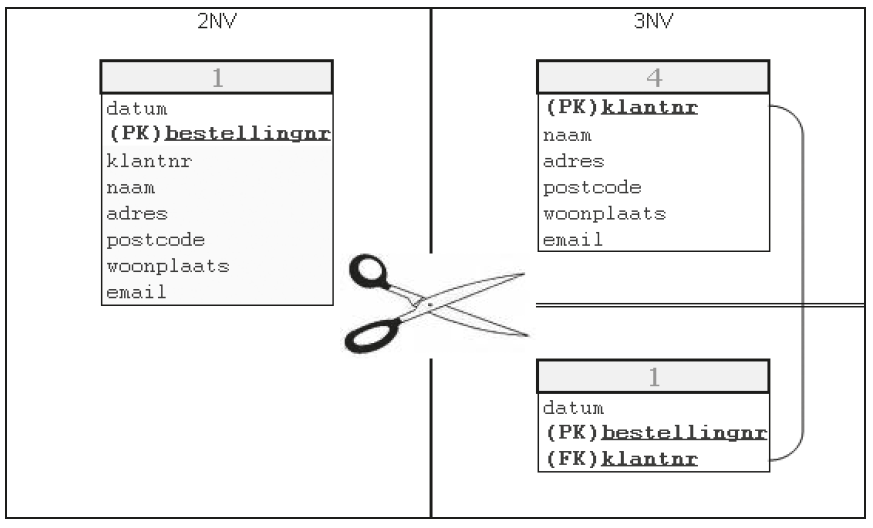 2NV
1
datum
(PK)bestellingnr
klantnr
naam
adres
postcode
woonplaats
email
3NV
4
(PK)klantnr
naam
adres
postcode
woonplaats
email
1
datum
(PK)bestellingnr
(FK)klantnr